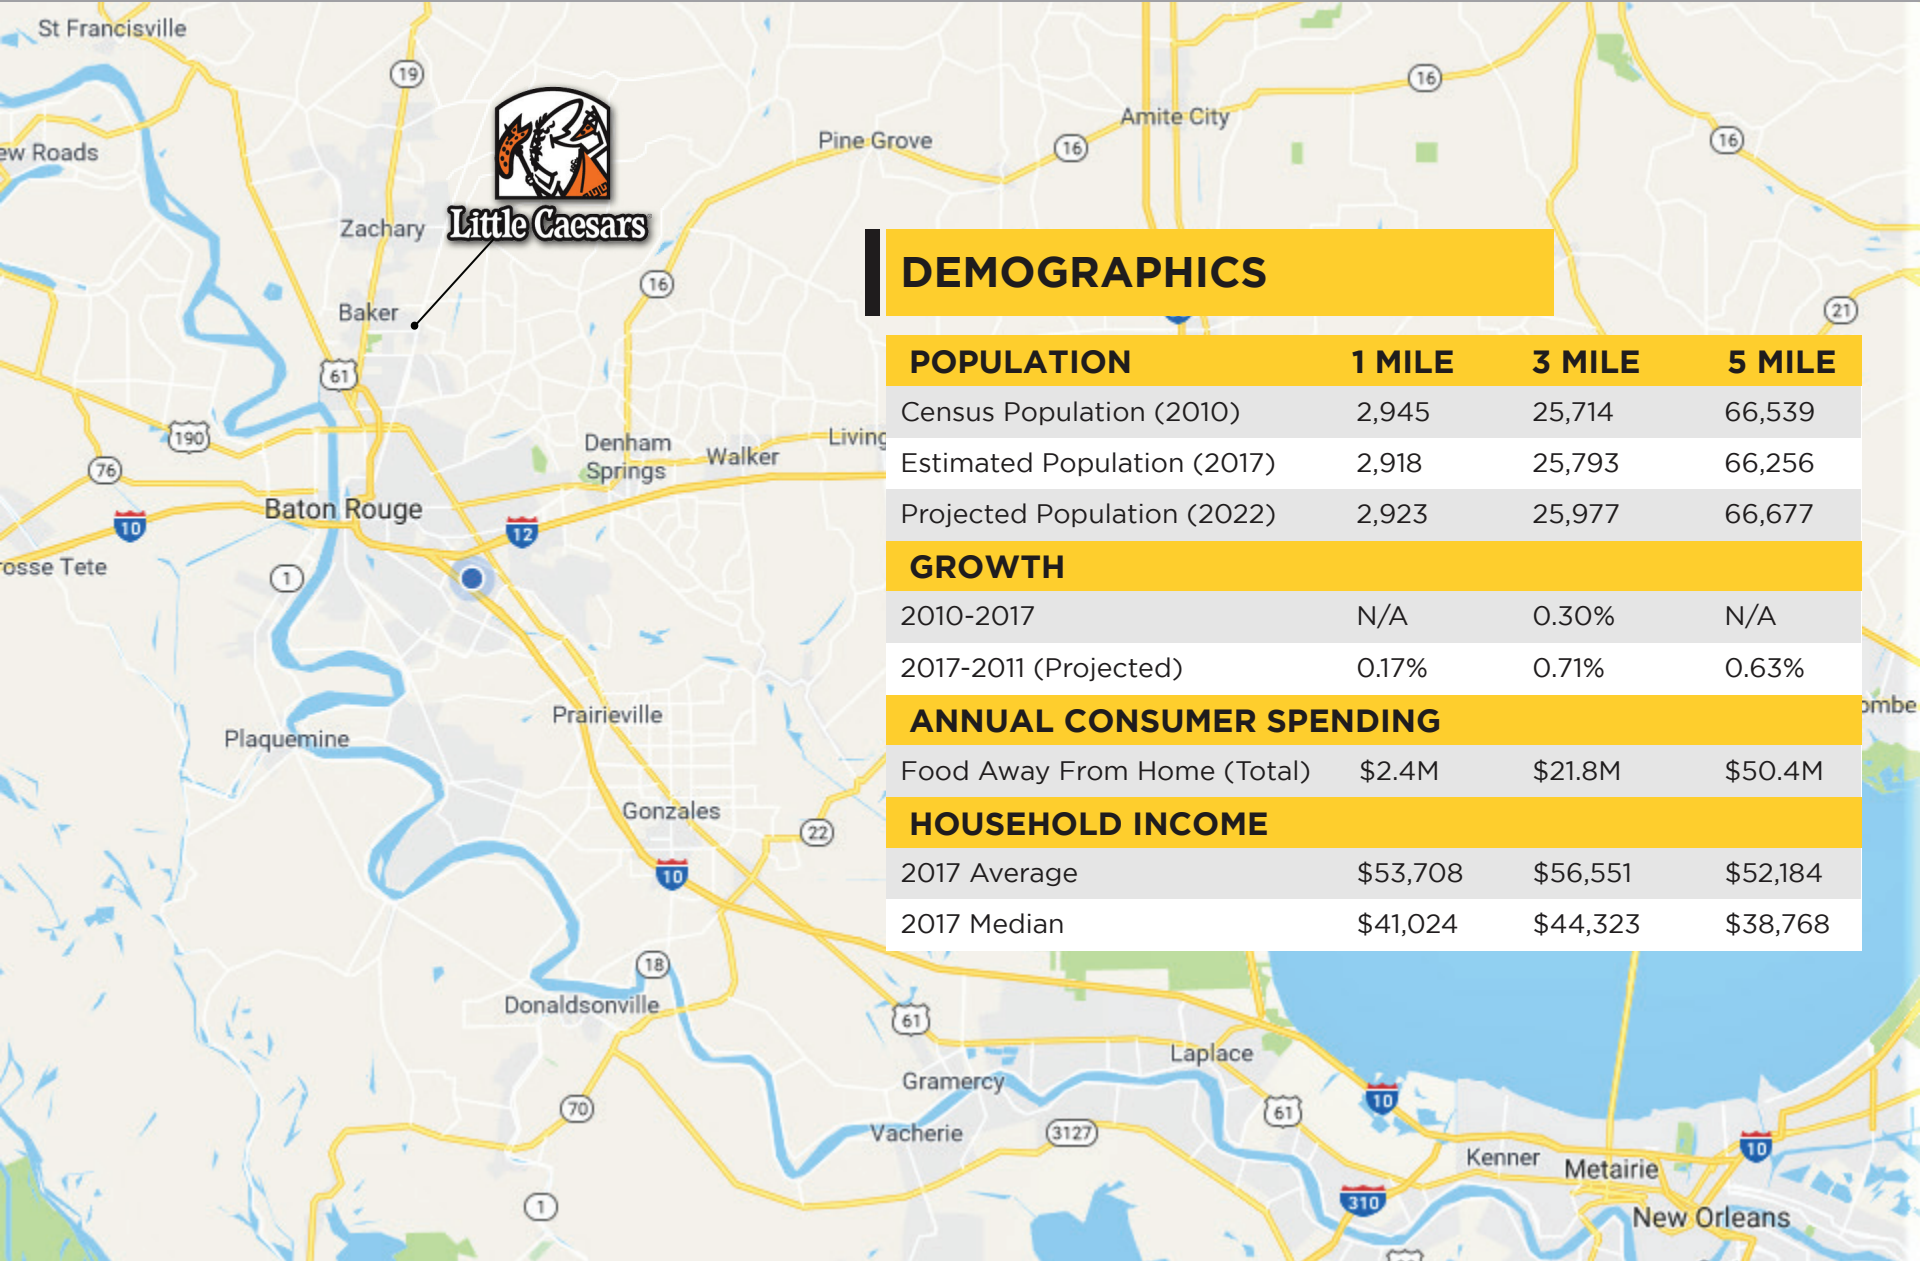 St Francisville
19
16
Amite City
16
Pine Grove
16
ew Roads
Zachary
Little Caesars
16
Baker
21
61
190
76
Denham
Springs
Walker
Living
Baton Rouge
10
12
rosse Tete
1
Plaquemine
Prairieville
Gonzales
22
10
18
Donaldsonville
61
Laplace
Gramercy
10
70
61
Vacherie
3127
10
Kenner
Metairie
310
1
New Orleans
ombe
DEMOGRAPHICS
POPULATION 1 MILE 3 MILE 5 MILE
Census Population (2010) 2,945 25,714 66,539
Estimated Population (2017) 2,918 25,793 66,256
Projected Population (2022) 2,923 25,977 66,677
GROWTH
2010-2017 N/A 0.30% N/A
2017-2011 (Projected) 0.17% 0.71% 0.63%
ANNUAL CONSUMER SPENDING
Food Away From Home (Total) $2.4M $21.8M $50.4M
HOUSEHOLD INCOME
2017 Average $53,708 $56,551 $52,184
2017 Median $41,024 $44,323 $38,768